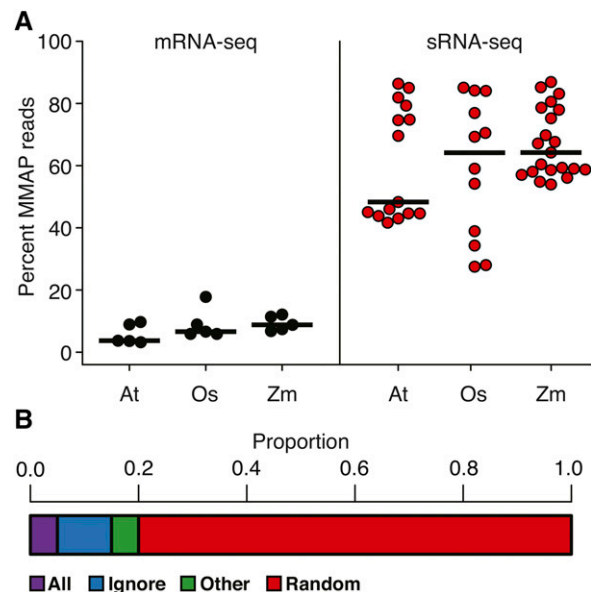 A
mRNA-seq sRNA-seq
Percent MMAP reads
100
80
60
40
20
0
At Os Zm At Os Zm
B
Proportion
0.0 0.2 0.4 0.6 0.8 1.0
All Ignore Other Random